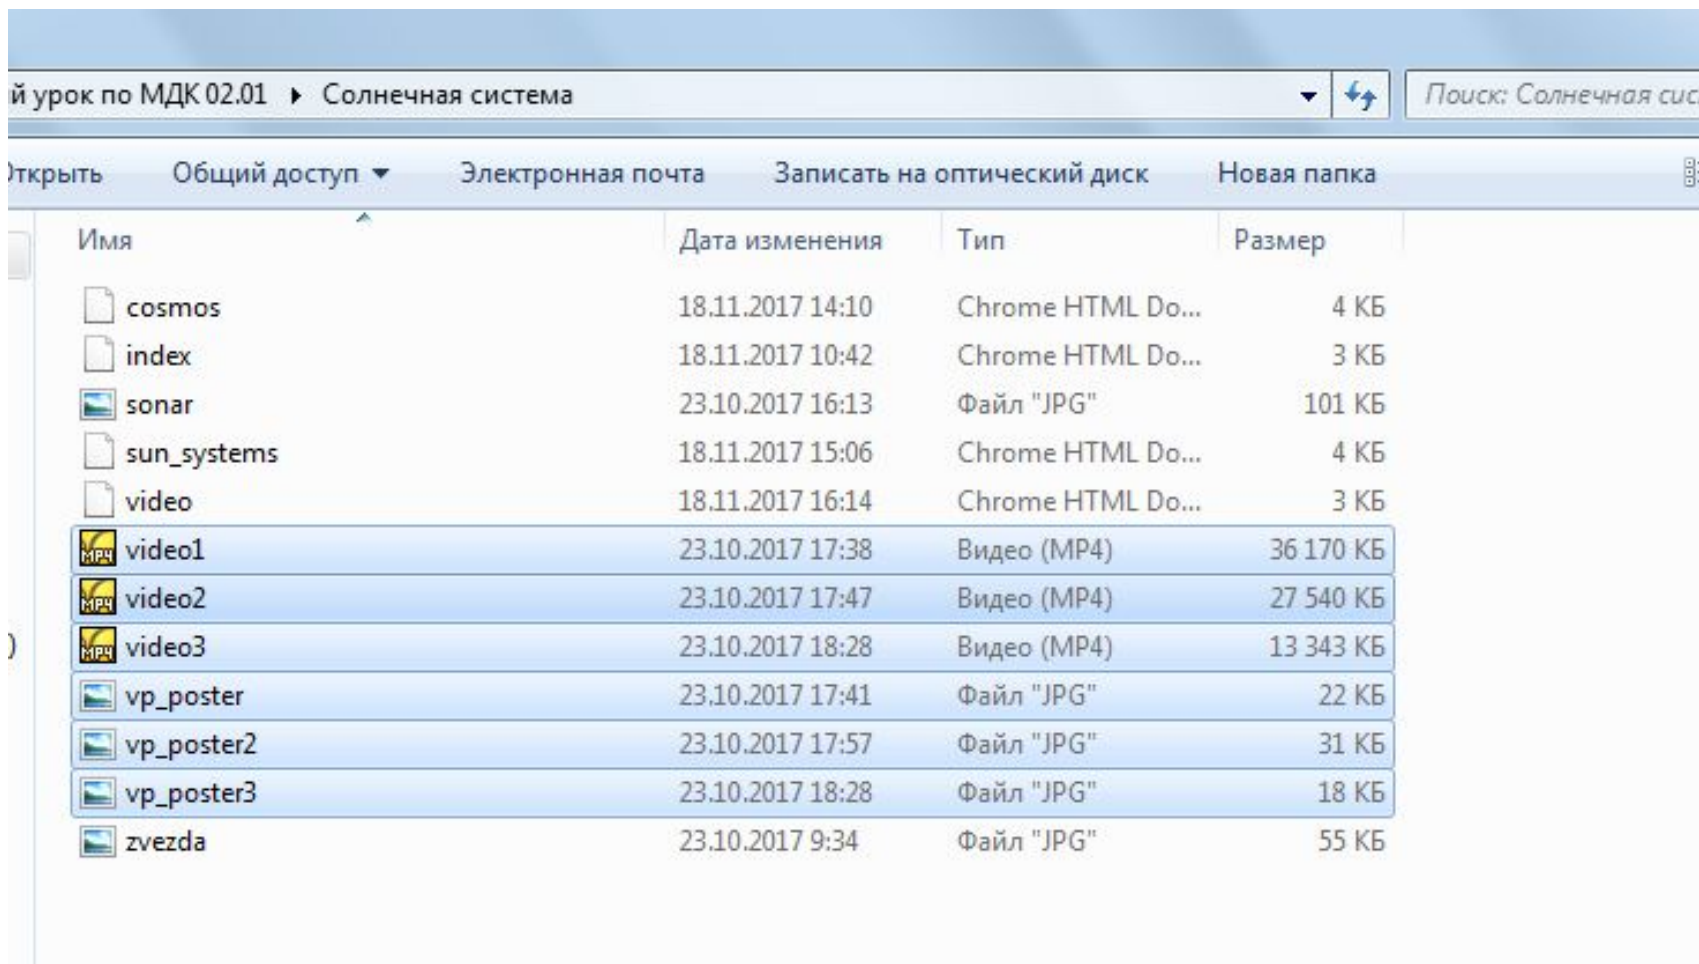 й урок по МДК 02.01 ▸ Солнечная система Поиск: Солнечная сис
Открыть Общий доступ Электронная почта Записать на оптический диск Новая папка
Имя Дата изменения Тип Размер
cosmos 18.11.2017 14:10 Chrome HTML Do... 4 КБ
index 18.11.2017 10:42 Chrome HTML Do... 3 КБ
sonar 23.10.2017 16:13 Файл "JPG" 101 КБ
sun_systems 18.11.2017 15:06 Chrome HTML Do... 4 КБ
video 18.11.2017 16:14 Chrome HTML Do... 3 КБ
MP4 video1 23.10.2017 17:38 Видео (MP4) 36 170 КБ
MP4 video2 23.10.2017 17:47 Видео (MP4) 27 540 КБ
) MP4 video3 23.10.2017 18:28 Видео (MP4) 13 343 КБ
vp_poster 23.10.2017 17:41 Файл "JPG" 22 КБ
vp_poster2 23.10.2017 17:57 Файл "JPG" 31 КБ
vp_poster3 23.10.2017 18:28 Файл "JPG" 18 КБ
zvezda 23.10.2017 9:34 Файл "JPG" 55 КБ